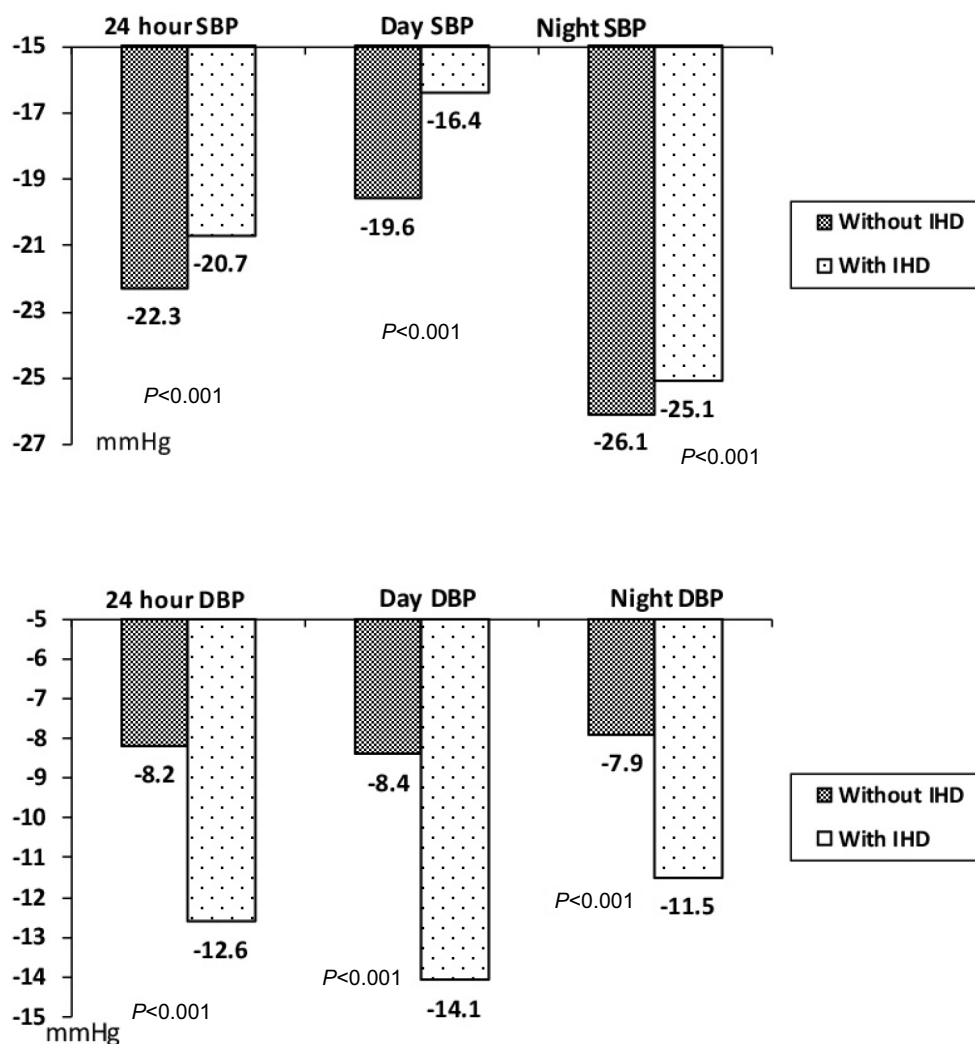 24 hour SBP Day SBP Night SBP
-15
-17
-19
-21
-23
-25
-27
mmHg
-22.3
-20.7
-19.6
-16.4
-26.1
-25.1
P<0.001
P<0.001
P<0.001
Without IHD
With IHD
24 hour DBP Day DBP Night DBP
-5
-6
-7
-8
-9
-10
-11
-12
-13
-14
-15
mmHg
-8.2
-12.6
-8.4
-14.1
-7.9
-11.5
P<0.001
P<0.001
P<0.001
Without IHD
With IHD